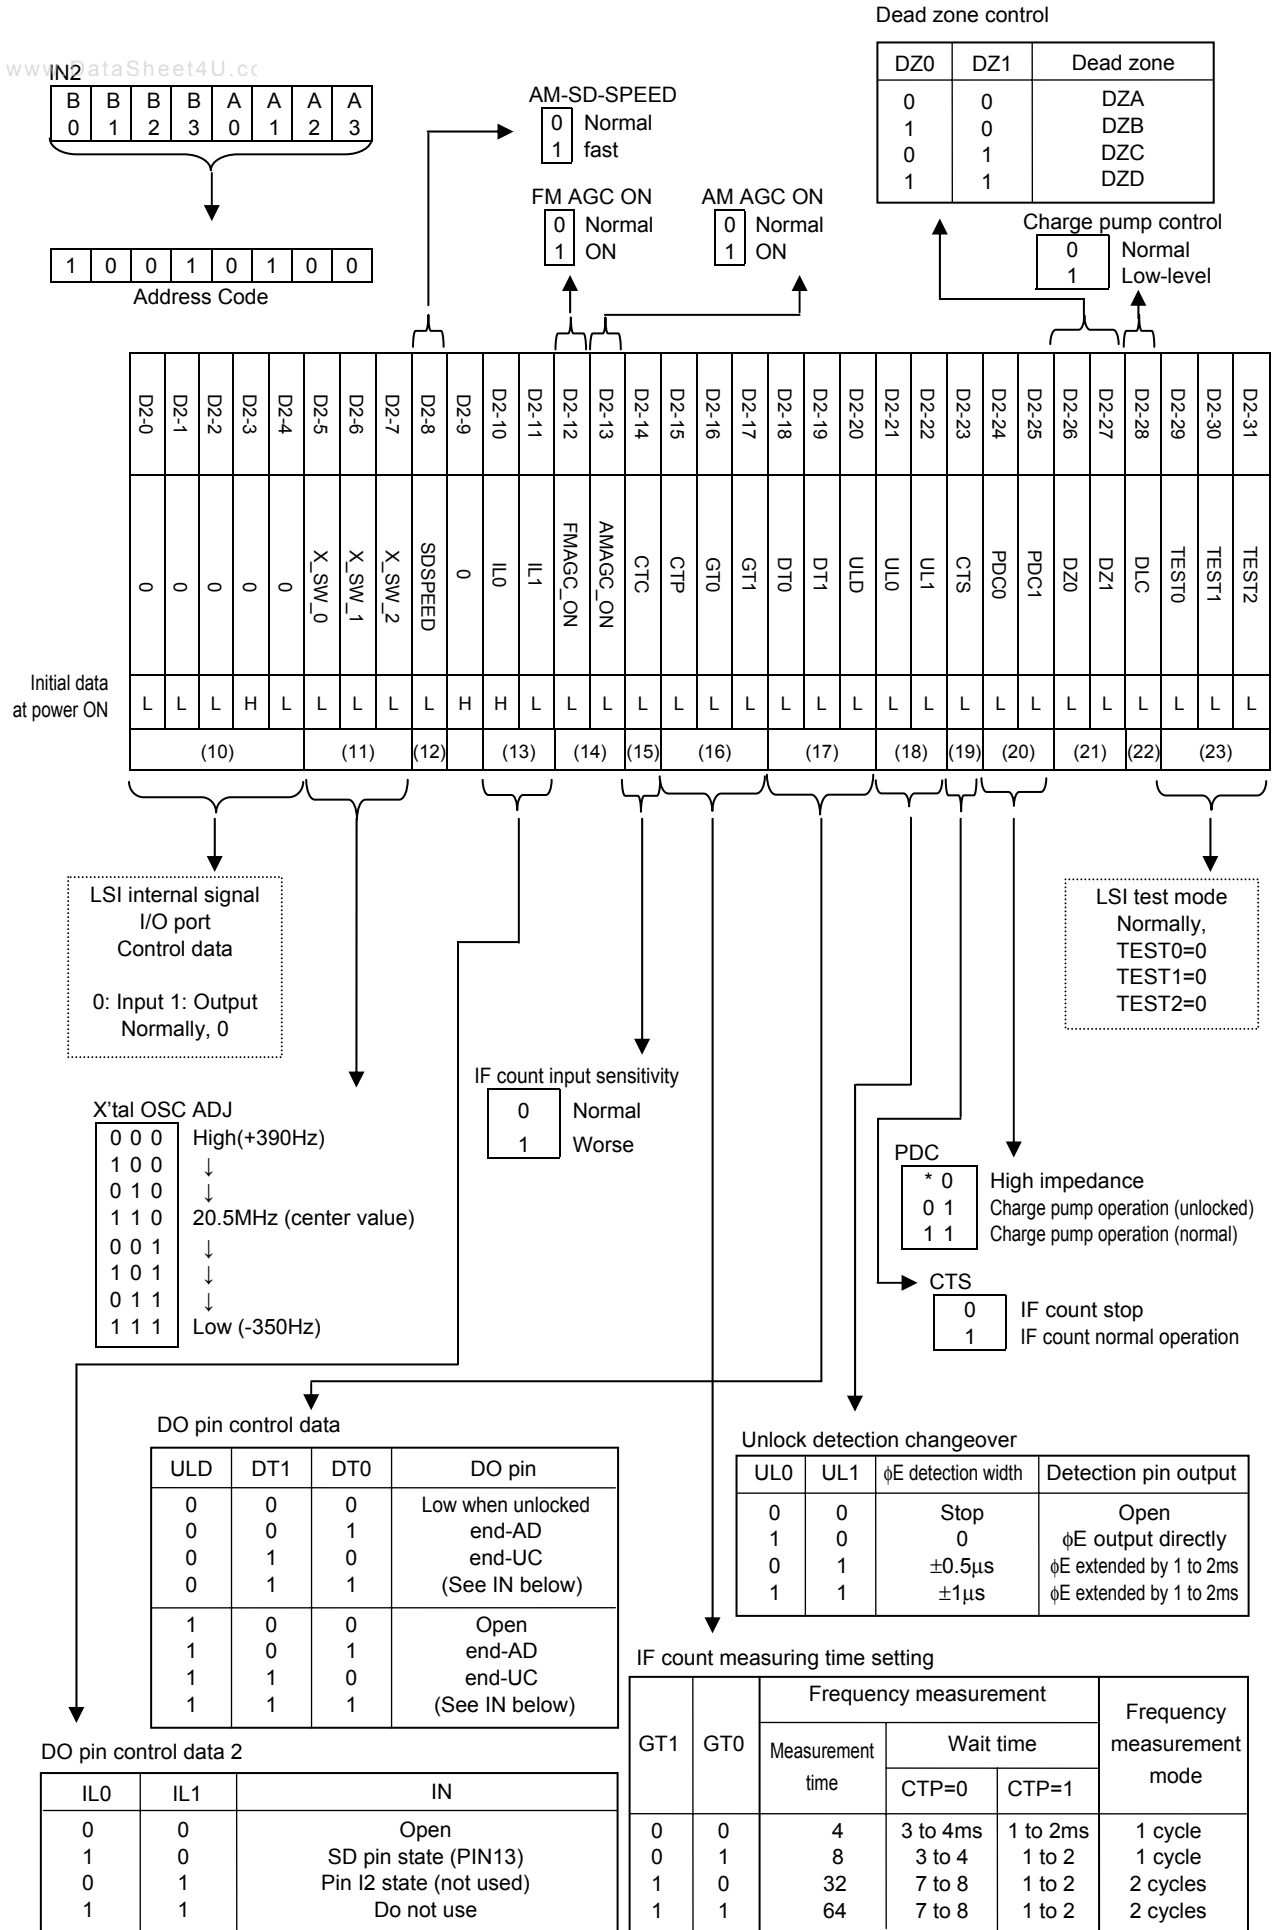 Dead zone control
www.DataSheet4U.cc
IN2
B0 B1 B2 B3 A0 A1 A2 A3
1 0 0 1 0 1 0 0
Address Code
AM-SD-SPEED
0 Normal
1 fast
FM AGC ON
0 Normal
1 ON
AM AGC ON
0 Normal
1 ON
DZ0 DZ1 Dead zone
0 0 DZA
1 0 DZB
0 1 DZC
1 1 DZD
Charge pump control
0 Normal
1 Low-level
D2-0 D2-1 D2-2 D2-3 D2-4 D2-5 D2-6 D2-7 D2-8 D2-9 D2-10 D2-11 D2-12 D2-13 D2-14 D2-15 D2-16 D2-17 D2-18 D2-19 D2-20 D2-21 D2-22 D2-23 D2-24 D2-25 D2-26 D2-27 D2-28 D2-29 D2-30 D2-31
0 0 0 0 0 X_SW_0 X_SW_1 X_SW_2 SDSPEED 0 IL0 IL1 FMAGC_ON AMAGC_ON CTC CTP GT0 GT1 DT0 DT1 ULD UL0 UL1 CTS PDC0 PDC1 DZ0 DZ1 DLC TEST0 TEST1 TEST2
Initial data
at power ON
L L L H L L L L L H H L L L L L L L L L L L L L L L L L L L L L
(10) (11) (12) (13) (14) (15) (16) (17) (18) (19) (20) (21) (22) (23)
LSI internal signal
I/O port
Control data
0: Input 1: Output
Normally, 0
LSI test mode
Normally,
TEST0=0
TEST1=0
TEST2=0
X'tal OSC ADJ
0 0 0 High(+390Hz)
1 0 0 ↓
0 1 0 ↓
1 1 0 20.5MHz (center value)
0 0 1 ↓
1 0 1 ↓
0 1 1 ↓
1 1 1 Low (-350Hz)
IF count input sensitivity
0 Normal
1 Worse
PDC
* 0 High impedance
0 1 Charge pump operation (unlocked)
1 1 Charge pump operation (normal)
CTS
0 IF count stop
1 IF count normal operation
DO pin control data
ULD DT1 DT0 DO pin
0 0 0 Low when unlocked
0 0 1 end-AD
0 1 0 end-UC
0 1 1 (See IN below)
1 0 0 Open
1 0 1 end-AD
1 1 0 end-UC
1 1 1 (See IN below)
Unlock detection changeover
UL0 UL1 ϕE detection width Detection pin output
0 0 Stop Open
1 0 0 ϕE output directly
0 1 ±0.5μs ϕE extended by 1 to 2ms
1 1 ±1μs ϕE extended by 1 to 2ms
DO pin control data 2
IL0 IL1 IN
0 0 Open
1 0 SD pin state (PIN13)
0 1 Pin I2 state (not used)
1 1 Do not use
IF count measuring time setting
GT1 GT0 Frequency measurement Frequency measurement mode
Measurement time Wait time
CTP=0 CTP=1
0 0 4 3 to 4ms 1 to 2ms 1 cycle
0 1 8 3 to 4 1 to 2 1 cycle
1 0 32 7 to 8 1 to 2 2 cycles
1 1 64 7 to 8 1 to 2 2 cycles